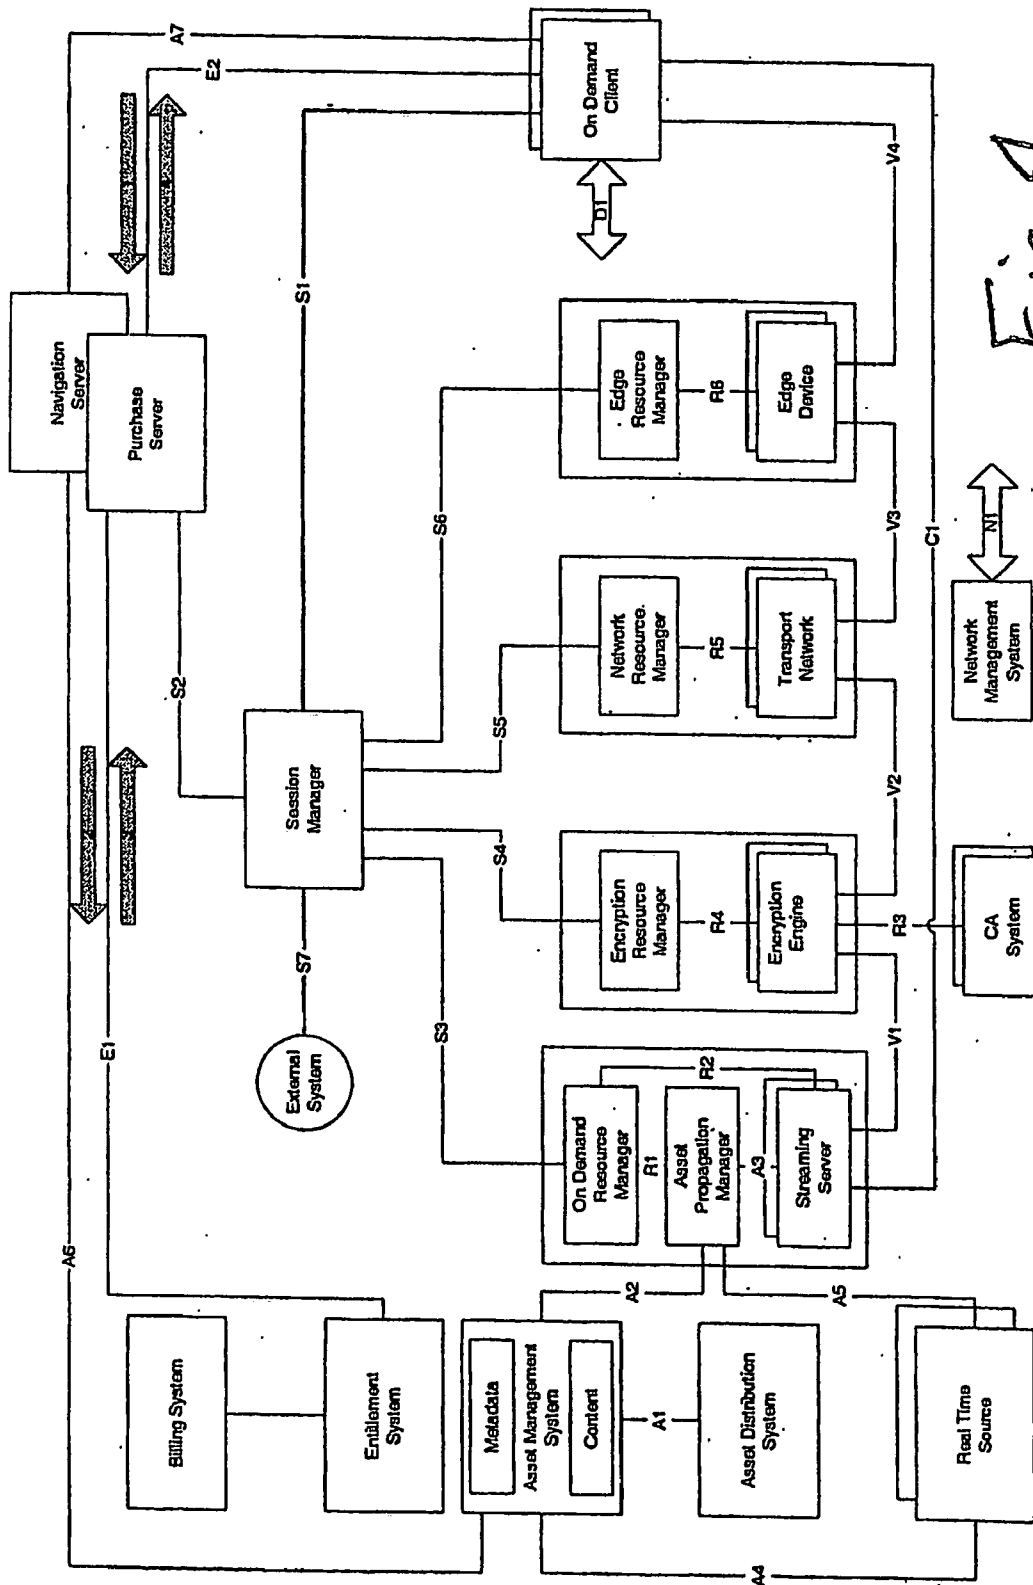 A7
E2
Navigation
Server
Purchase
Server
On Demand
Client
S1
D1
V4
Edge
Resource
Manager
R6
Edge
Device
S6
S2
Session
Manager
S5
Network
Resource.
Manager
R5
Transport
Network
V3
C1
N1
Network
Management
System
V2
S4
Encryption
Resource
Manager
R4
Encryption
Engine
R3
CA
System
V1
S7
External
System
S3
On Demand
Resource
Manager
R1
R2
Asset
Propagation
Manager
A3
Streaming
Server
E1
A6
Billing System
Entitlement
System
Metadata
Asset Management
System
Content
A2
A5
A1
Asset Distribution
System
Real Time
Source
A4
Fig 4